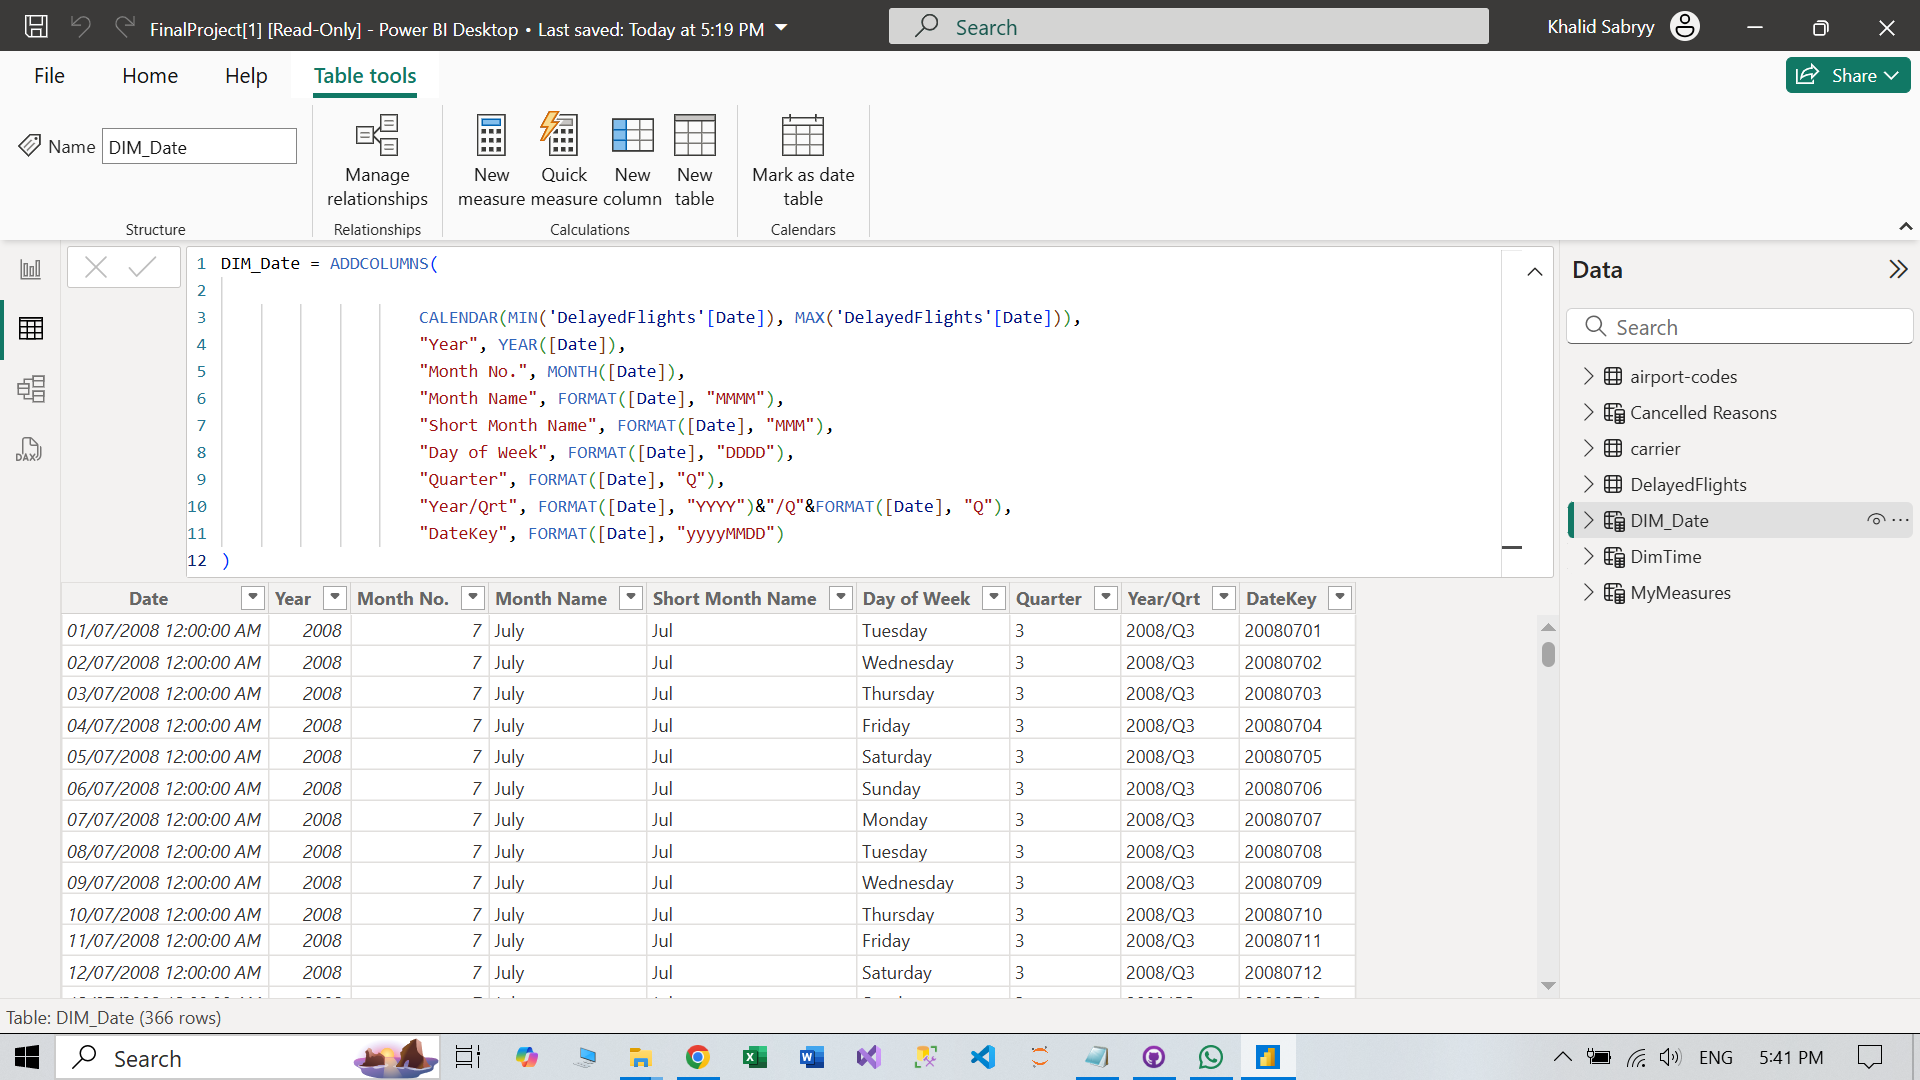 FinalProject[1] [Read-Only] - Power BI Desktop • Last saved: Today at 5:19 PM
Search
Khalid Sabryy
File
Home
Help
Table tools
Share
Name
DIM_Date
Structure
Manage
relationships
Relationships
New
measure
Quick
measure
New
column
New
table
Calculations
Mark as date
table
Calendars
1 DIM_Date = ADDCOLUMNS(
2
3 CALENDAR(MIN('DelayedFlights'[Date]), MAX('DelayedFlights'[Date])),
4 "Year", YEAR([Date]),
5 "Month No.", MONTH([Date]),
6 "Month Name", FORMAT([Date], "MMMM"),
7 "Short Month Name", FORMAT([Date], "MMM"),
8 "Day of Week", FORMAT([Date], "DDDD"),
9 "Quarter", FORMAT([Date], "Q"),
10 "Year/Qrt", FORMAT([Date], "YYYY")&"/Q"&FORMAT([Date], "Q"),
11 "DateKey", FORMAT([Date], "yyyyMMDD")
12 )
Date Year Month No. Month Name Short Month Name Day of Week Quarter Year/Qrt DateKey
01/07/2008 12:00:00 AM 2008 7 July Jul Tuesday 3 2008/Q3 20080701
02/07/2008 12:00:00 AM 2008 7 July Jul Wednesday 3 2008/Q3 20080702
03/07/2008 12:00:00 AM 2008 7 July Jul Thursday 3 2008/Q3 20080703
04/07/2008 12:00:00 AM 2008 7 July Jul Friday 3 2008/Q3 20080704
05/07/2008 12:00:00 AM 2008 7 July Jul Saturday 3 2008/Q3 20080705
06/07/2008 12:00:00 AM 2008 7 July Jul Sunday 3 2008/Q3 20080706
07/07/2008 12:00:00 AM 2008 7 July Jul Monday 3 2008/Q3 20080707
08/07/2008 12:00:00 AM 2008 7 July Jul Tuesday 3 2008/Q3 20080708
09/07/2008 12:00:00 AM 2008 7 July Jul Wednesday 3 2008/Q3 20080709
10/07/2008 12:00:00 AM 2008 7 July Jul Thursday 3 2008/Q3 20080710
11/07/2008 12:00:00 AM 2008 7 July Jul Friday 3 2008/Q3 20080711
12/07/2008 12:00:00 AM 2008 7 July Jul Saturday 3 2008/Q3 20080712
Data
Search
airport-codes
Cancelled Reasons
carrier
DelayedFlights
DIM_Date
DimTime
MyMeasures
DAX
Table: DIM_Date (366 rows)
Search
ENG
5:41 PM